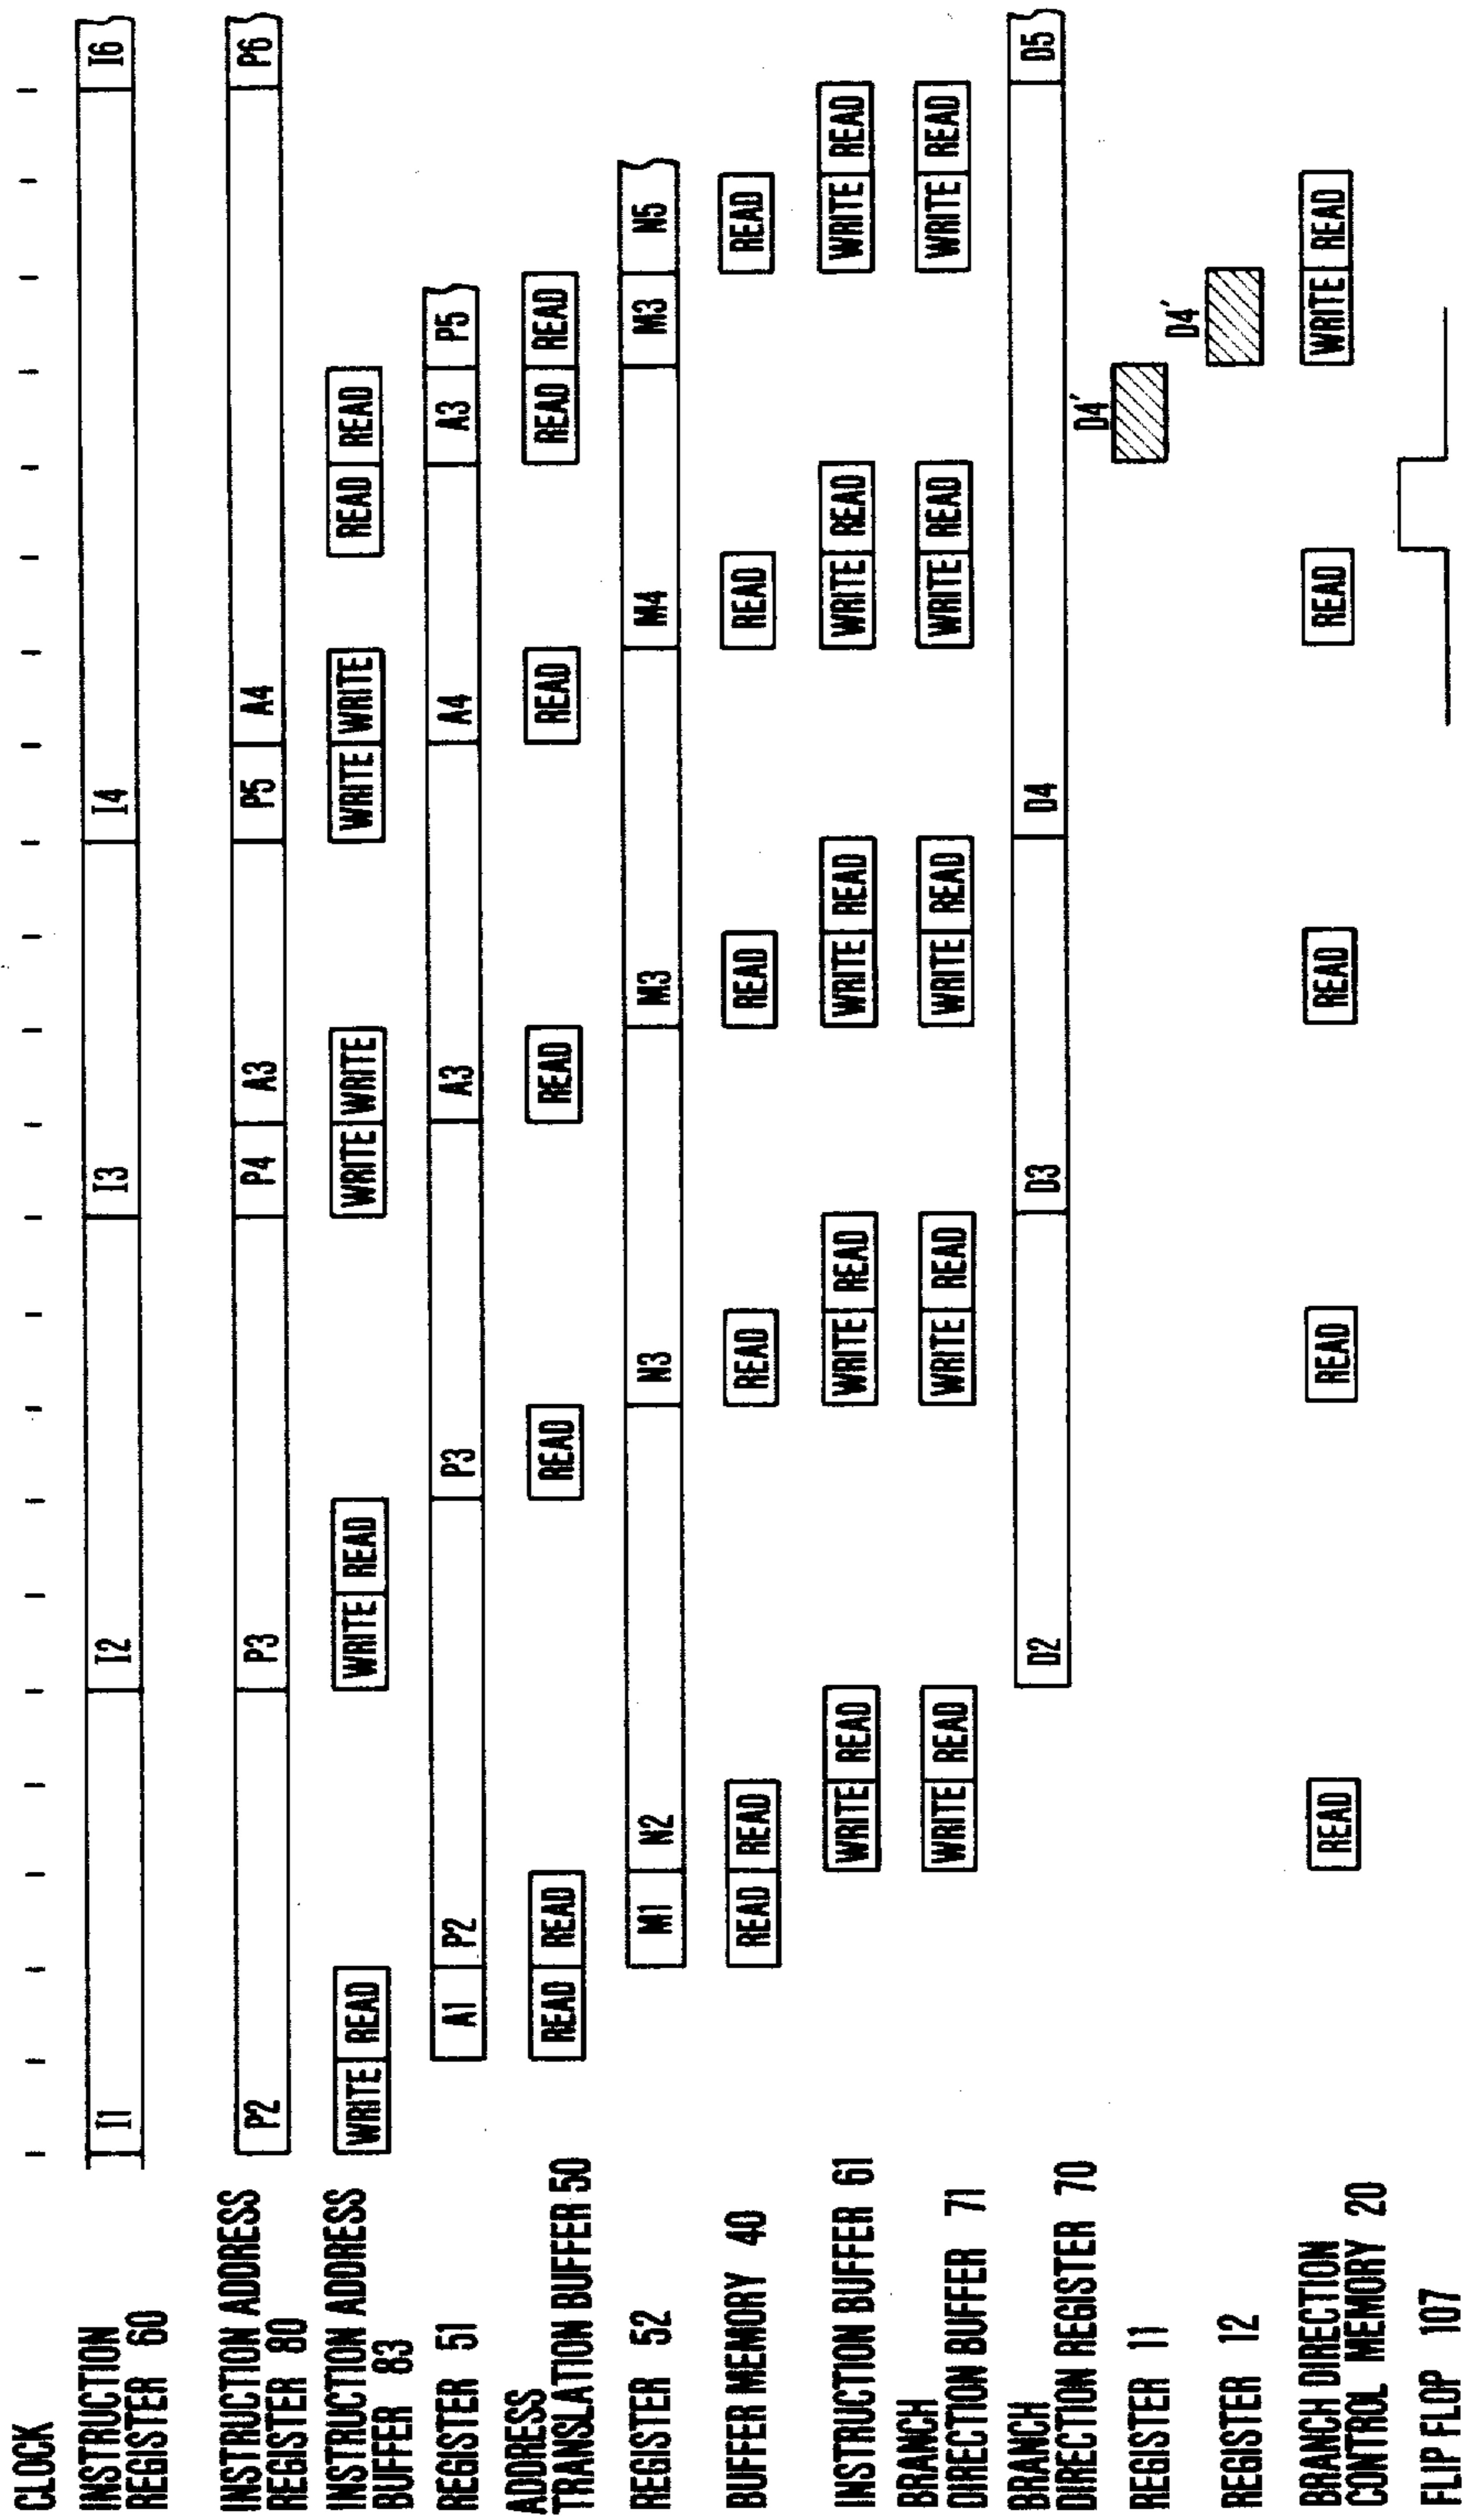 CLOCK
INSTRUCTION
REGISTER 60
I1 I2 I3 I4 I6
INSTRUCTION ADDRESS
REGISTER 80
P2 P3 P4 A3 P5 A4 P6
INSTRUCTION ADDRESS
BUFFER 83
WRITE READ WRITE READ WRITE WRITE WRITE WRITE READ READ
REGISTER 51
A1 P2 P3 A3 A4 A3 P5
ADDRESS
TRANSLATION BUFFER 50
READ READ READ READ READ READ READ
REGISTER 52
M1 N2 N3 M3 M4 M3 N5
BUFFER MEMORY 40
READ READ READ READ READ READ
INSTRUCTION BUFFER 61
WRITE READ WRITE READ WRITE READ WRITE READ WRITE READ
BRANCH
DIRECTION BUFFER 71
WRITE READ WRITE READ WRITE READ WRITE READ WRITE READ
BRANCH
DIRECTION REGISTER 70
D2 D3 D4 D5
REGISTER 11
D4'
REGISTER 12
D4'
BRANCH DIRECTION
CONTROL MEMORY 20
READ READ READ READ WRITE READ
FLIP FLOP 107